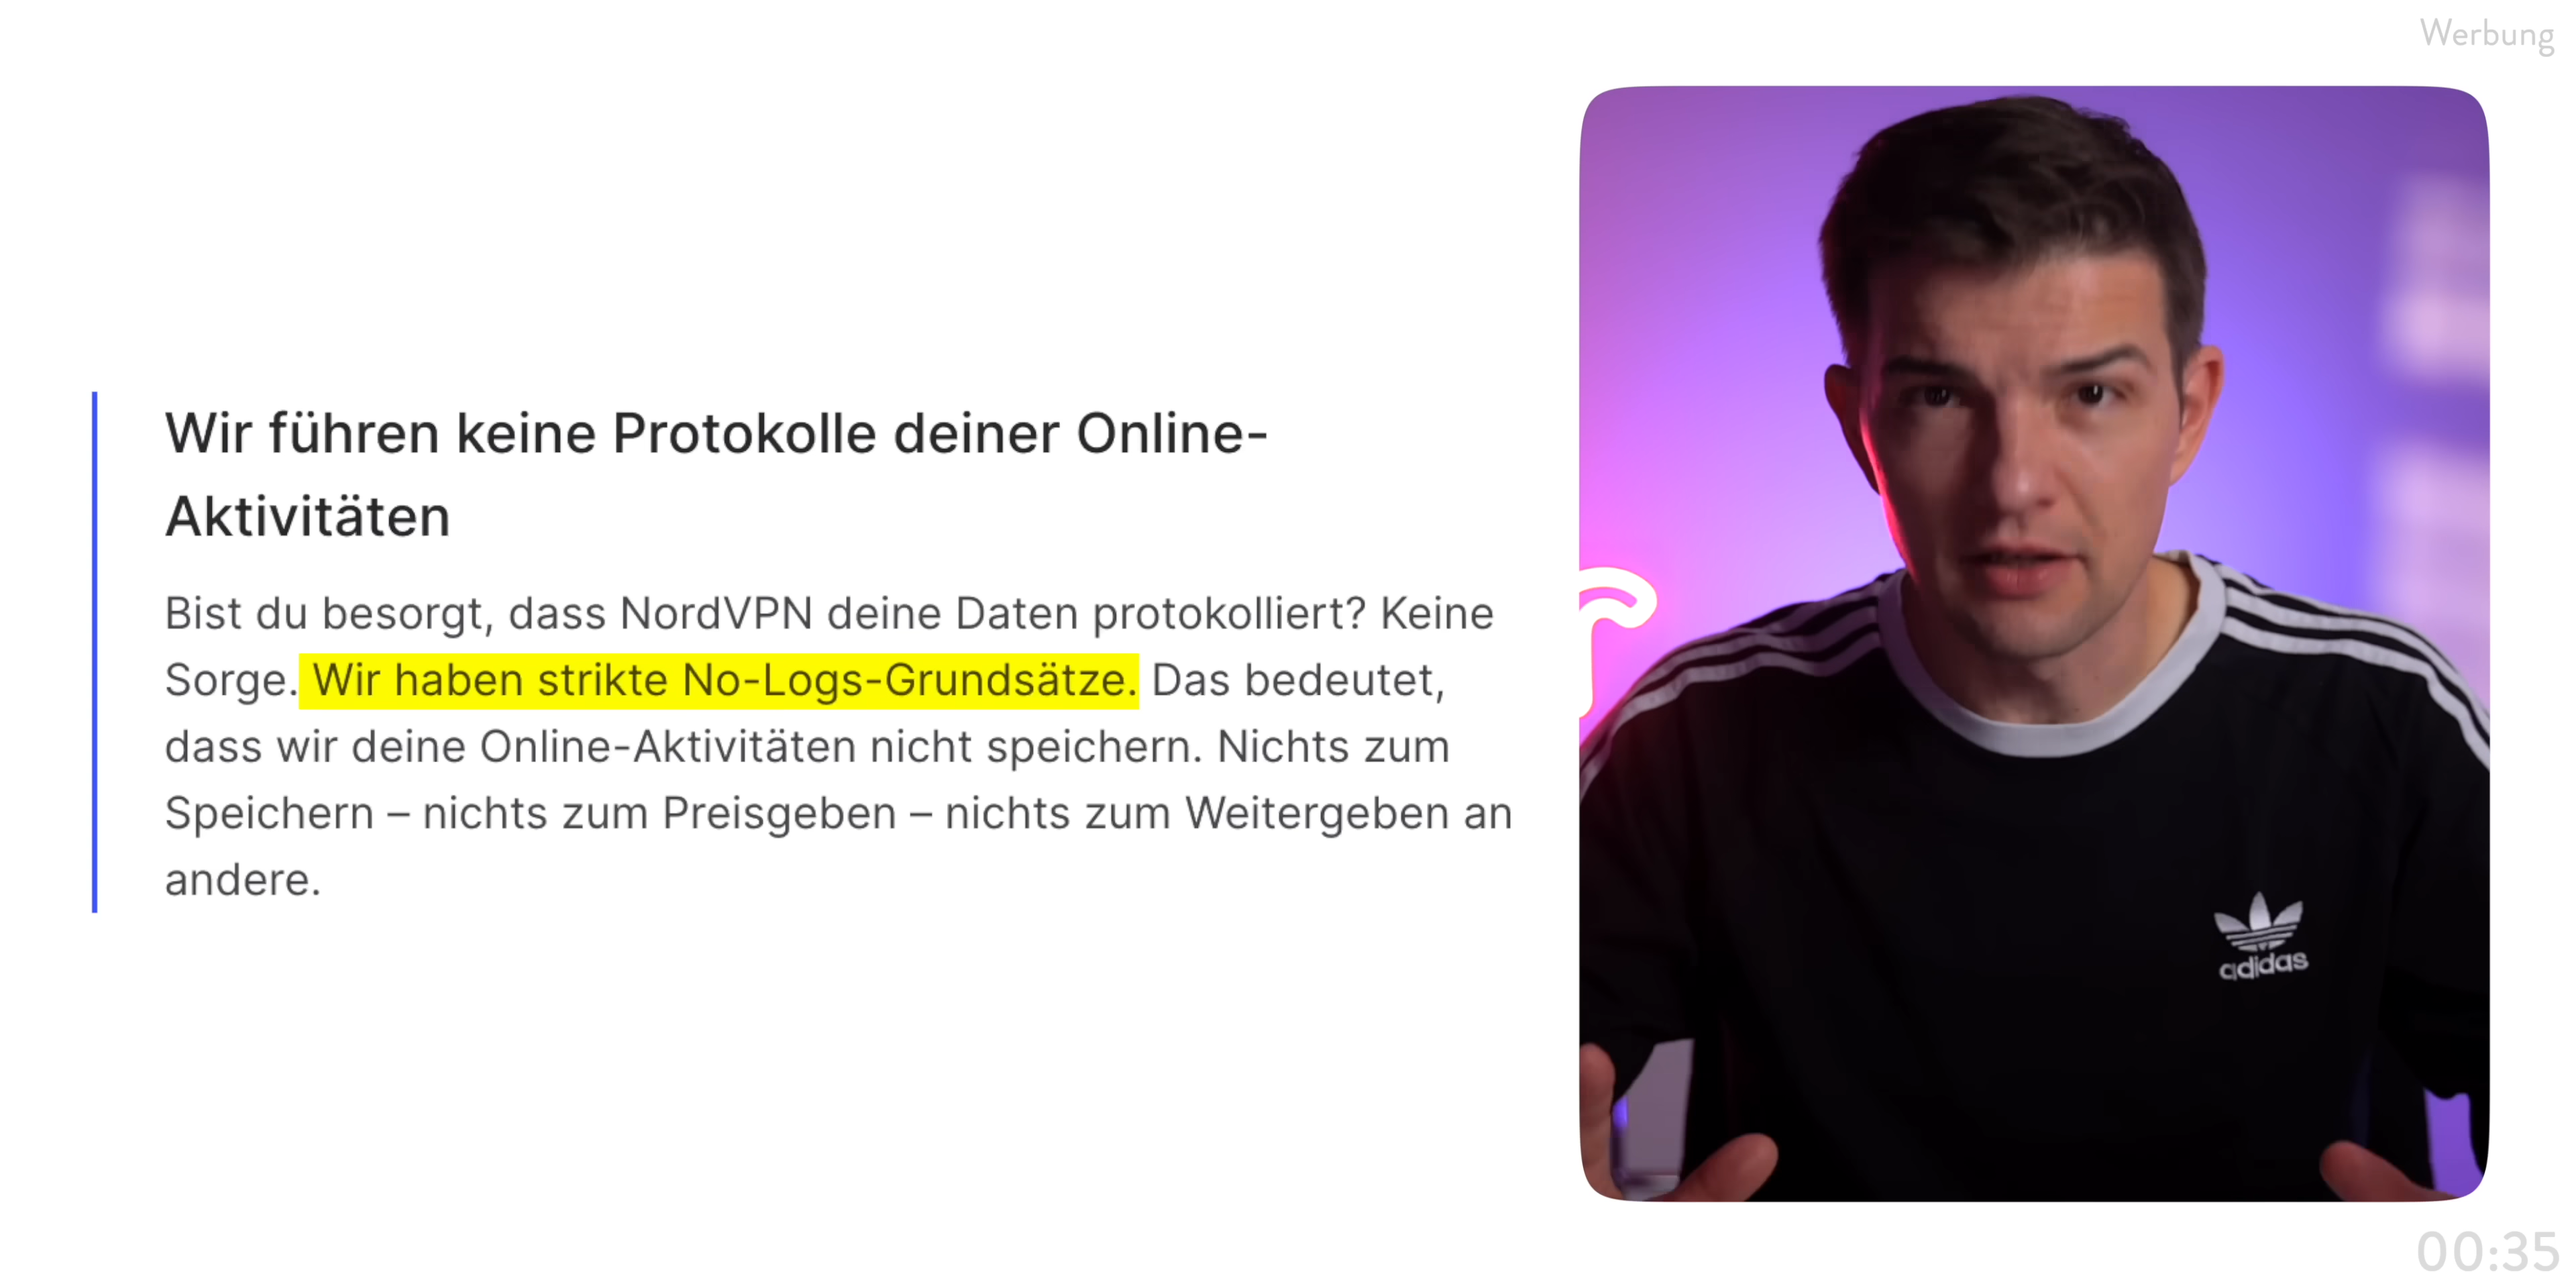 Werbung
Wir führen keine Protokolle deiner Online-
Aktivitäten
Bist du besorgt, dass NordVPN deine Daten protokolliert? Keine
Sorge. Wir haben strikte No-Logs-Grundsätze. Das bedeutet,
dass wir deine Online-Aktivitäten nicht speichern. Nichts zum
Speichern – nichts zum Preisgeben – nichts zum Weitergeben an
andere.
adidas
00:35